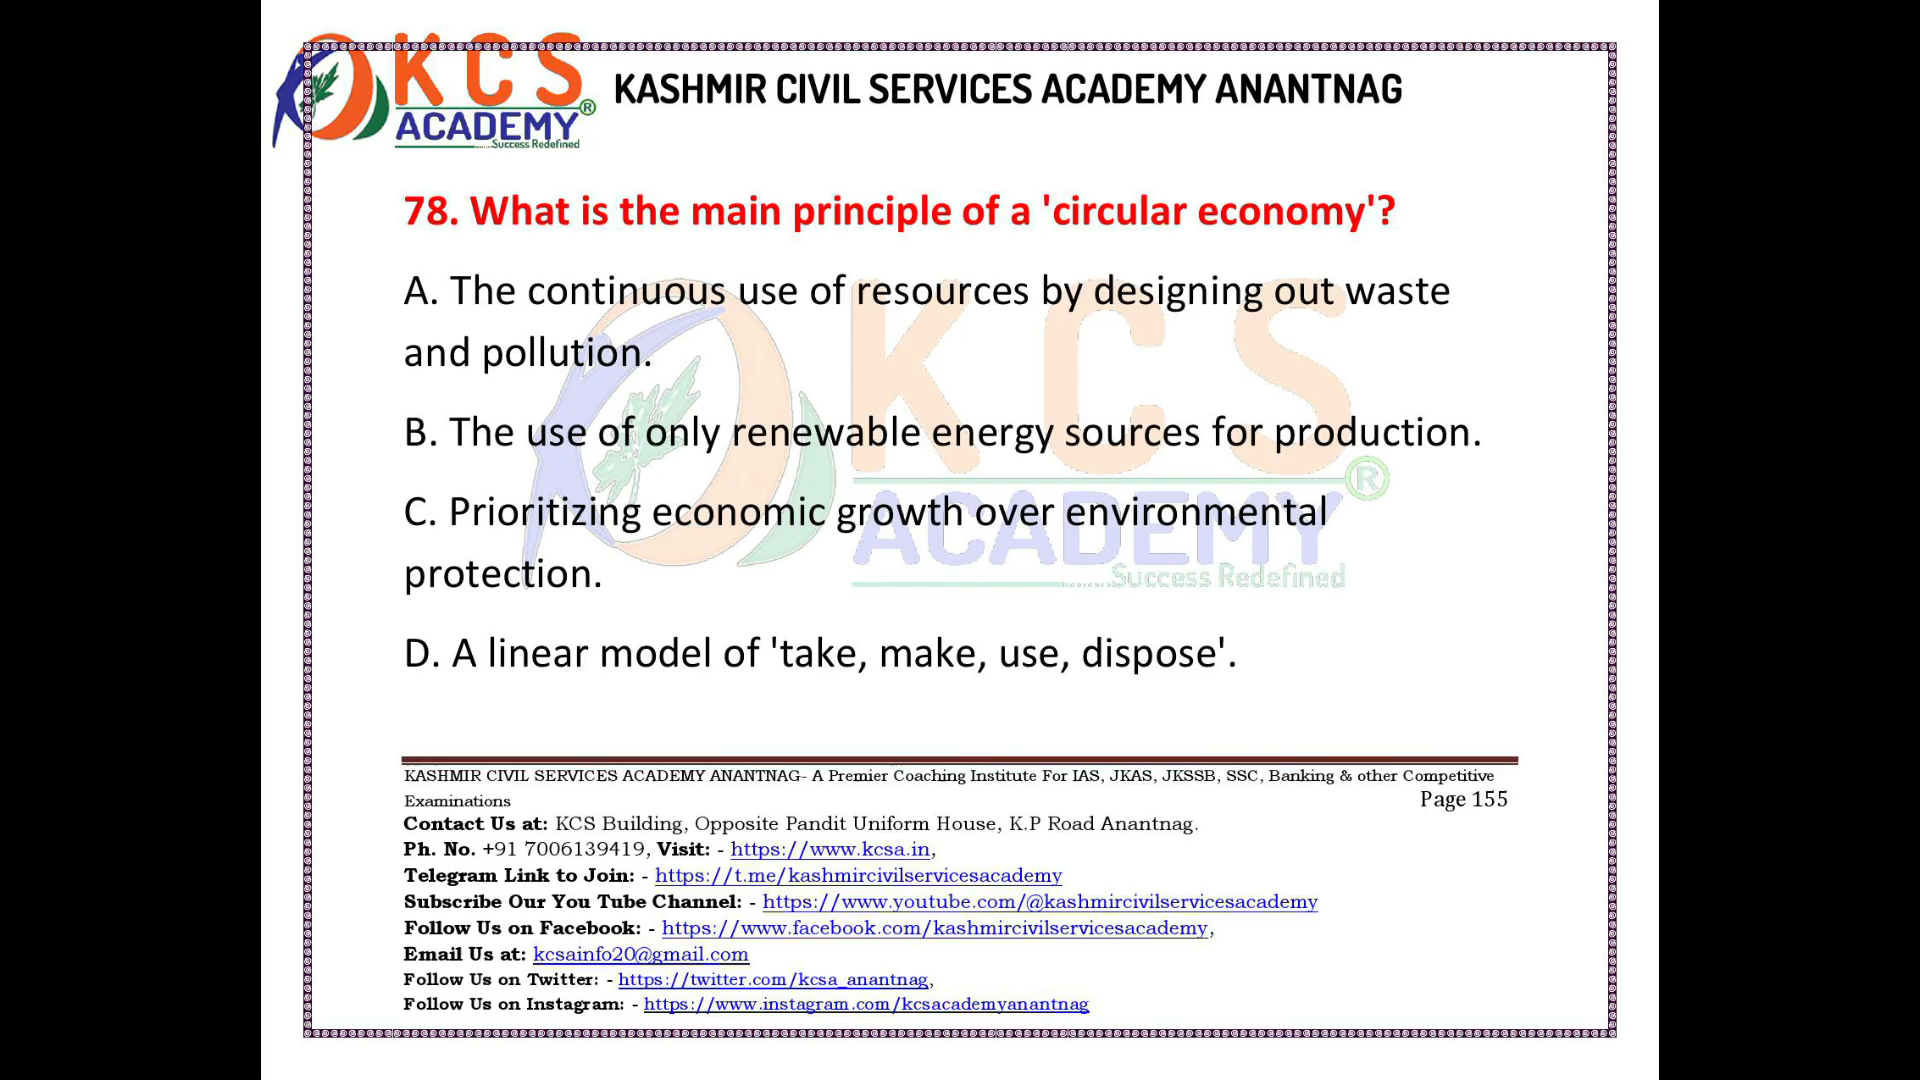 KCS
ACADEMY
®
......Success Redefined
KASHMIR CIVIL SERVICES ACADEMY ANANTNAG
78. What is the main principle of a 'circular economy'?
A. The continuous use of resources by designing out waste
and pollution.
B. The use of only renewable energy sources for production.
C. Prioritizing economic growth over environmental
protection.
D. A linear model of 'take, make, use, dispose'.
KCS
ACADEMY
®
.......Success Redefined
KASHMIR CIVIL SERVICES ACADEMY ANANTNAG- A Premier Coaching Institute For IAS, JKAS, JKSSB, SSC, Banking & other Competitive
Examinations Page 155
Contact Us at: KCS Building, Opposite Pandit Uniform House, K.P Road Anantnag.
Ph. No. +91 7006139419, Visit: - https://www.kcsa.in,
Telegram Link to Join: - https://t.me/kashmircivilservicesacademy
Subscribe Our You Tube Channel: - https://www.youtube.com/@kashmircivilservicesacademy
Follow Us on Facebook: - https://www.facebook.com/kashmircivilservicesacademy,
Email Us at: kcsainfo20@gmail.com
Follow Us on Twitter: - https://twitter.com/kcsa_anantnag,
Follow Us on Instagram: - https://www.instagram.com/kcsacademyanantnag